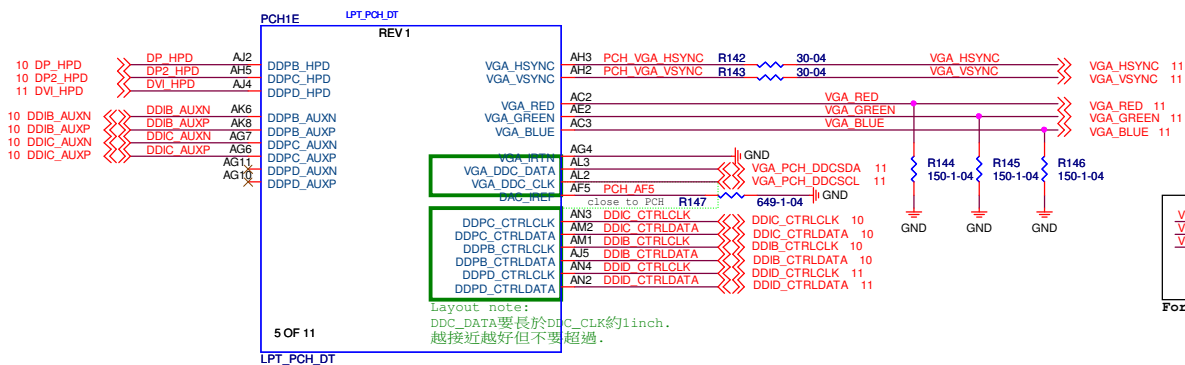 PCH1E
LPT_PCH_DT
REV 1
10 DP_HPD
DP_HPD
AJ2
DDPB_HPD
10 DP2_HPD
DP2_HPD
AH5
DDPC_HPD
11 DVI_HPD
DVI_HPD
AJ4
DDPD_HPD
10 DDIB_AUXN
DDIB_AUXN
AK6
DDPB_AUXN
10 DDIB_AUXP
DDIB_AUXP
AK8
DDPB_AUXP
10 DDIC_AUXN
DDIC_AUXN
AG7
DDPC_AUXN
10 DDIC_AUXP
DDIC_AUXP
AG6
DDPC_AUXP
AG11
DDPD_AUXN
AG10
DDPD_AUXP
VGA_HSYNC
AH3
PCH_VGA_HSYNC
R142
30-04
VGA_HSYNC
VGA_HSYNC 11
VGA_VSYNC
AH2
PCH_VGA_VSYNC
R143
30-04
VGA_VSYNC
VGA_VSYNC 11
VGA_RED
AC2
VGA_RED
VGA_RED 11
VGA_GREEN
AE2
VGA_GREEN
VGA_GREEN 11
VGA_BLUE
AC3
VGA_BLUE
VGA_BLUE 11
VGA_IRTN
AG4
GND
VGA_DDC_DATA
AL3
VGA_PCH_DDCSDA 11
VGA_DDC_CLK
AL2
VGA_PCH_DDCSCL 11
DAC_IREF
AF5
PCH_AF5
close to PCH
R147
649-1-04
GND
R144
150-1-04
R145
150-1-04
R146
150-1-04
GND
GND
GND
DDPC_CTRLCLK
AN3
DDIC_CTRLCLK
DDIC_CTRLCLK 10
DDPC_CTRLDATA
AM2
DDIC_CTRLDATA
DDIC_CTRLDATA 10
DDPB_CTRLCLK
AM1
DDIB_CTRLCLK
DDIB_CTRLCLK 10
DDPB_CTRLDATA
AJ5
DDIB_CTRLDATA
DDIB_CTRLDATA 10
DDPD_CTRLCLK
AN4
DDID_CTRLCLK
DDID_CTRLCLK 11
DDPD_CTRLDATA
AN2
DDID_CTRLDATA
DDID_CTRLDATA 11
Layout note:
DDC_DATA要長於DDC_CLK約1inch.
越接近越好但不要超過.
5 OF 11
LPT_PCH_DT
V
V
V
For